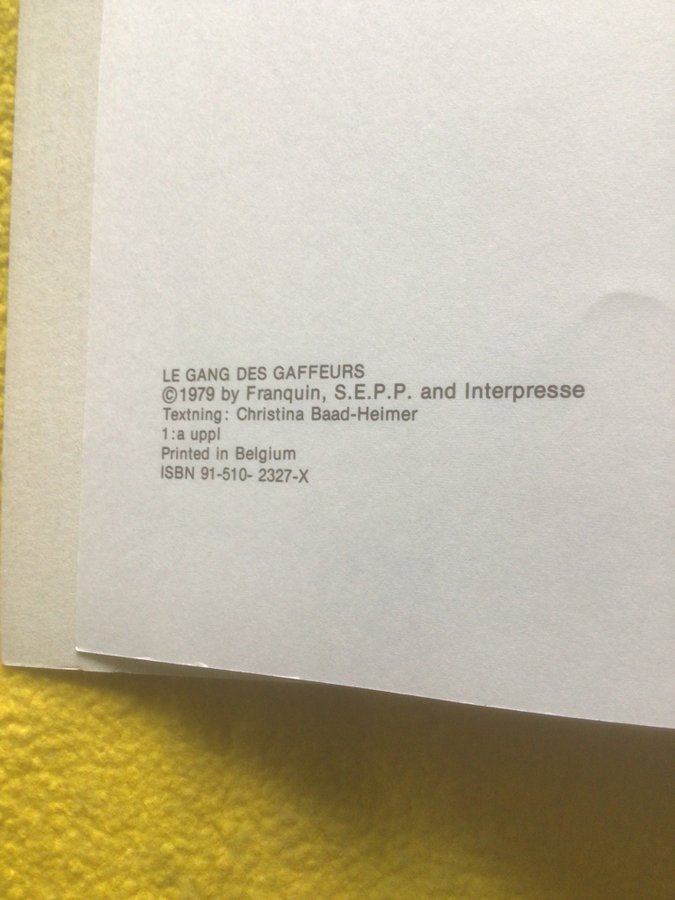 LE GANG DES GAFFEURS
©1979 by Franquin, S.E.P.P. and Interpresse
Textning: Christina Baad-Heimer
1:a uppl
Printed in Belgium
ISBN 91-510- 2327-X